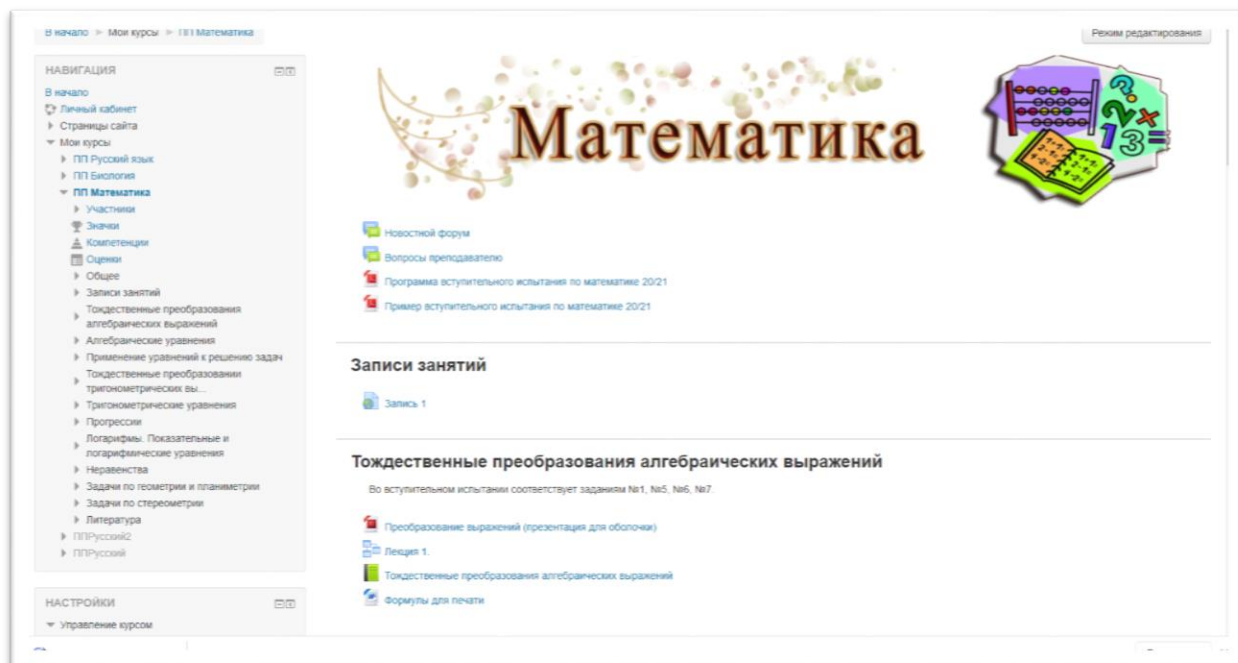 В начало ► Мои курсы ► ПП Математика
Режим редактирования
НАВИГАЦИЯ
В начало
Личный кабинет
Страницы сайта
Мои курсы
ПП Русский язык
ПП Биология
ПП Математика
Участники
Значки
Компетенции
Оценки
Общее
Записи занятий
Тождественные преобразования
алгебраических выражений
Алгебраические уравнения
Применение уравнений к решению задач
Тождественные преобразовании
тригонометрических вы...
Тригонометрические уравнения
Прогрессии
Логарифмы. Показательные и
логарифмические уравнения
Неравенства
Задачи по геометрии и планиметрии
Задачи по стереометрии
Литература
ППРусский2
ППРусский
НАСТРОЙКИ
Управление курсом
Математика
Новостной форум
Вопросы преподавателю
Программа вступительного испытания по математике 20/21
Пример вступительного испытания по математике 20/21
Записи занятий
Запись 1
Тождественные преобразования алгебраических выражений
Во вступительном испытании соответствует заданиям №1, №5, №6, №7.
Преобразование выражений (презентация для оболочки)
Лекция 1.
Тождественные преобразования алгебраических выражений
Формулы для печати